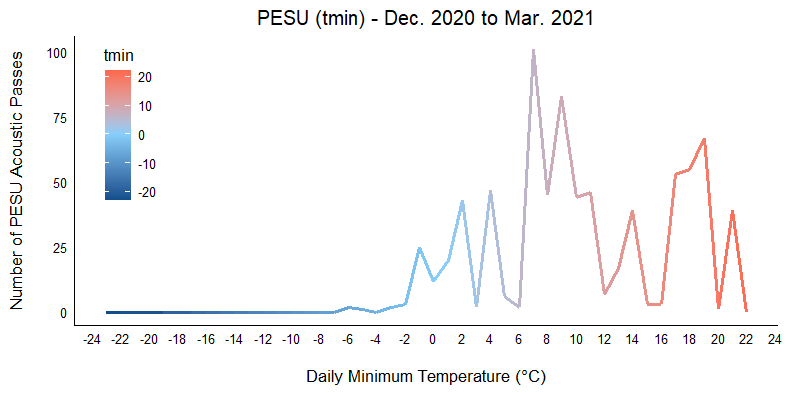 PESU (tmin) - Dec. 2020 to Mar. 2021
Number of PESU Acoustic Passes
100
75
50
25
0
tmin
20
10
0
-10
-20
-24 -22 -20 -18 -16 -14 -12 -10 -8 -6 -4 -2 0 2 4 6 8 10 12 14 16 18 20 22 24
Daily Minimum Temperature (°C)